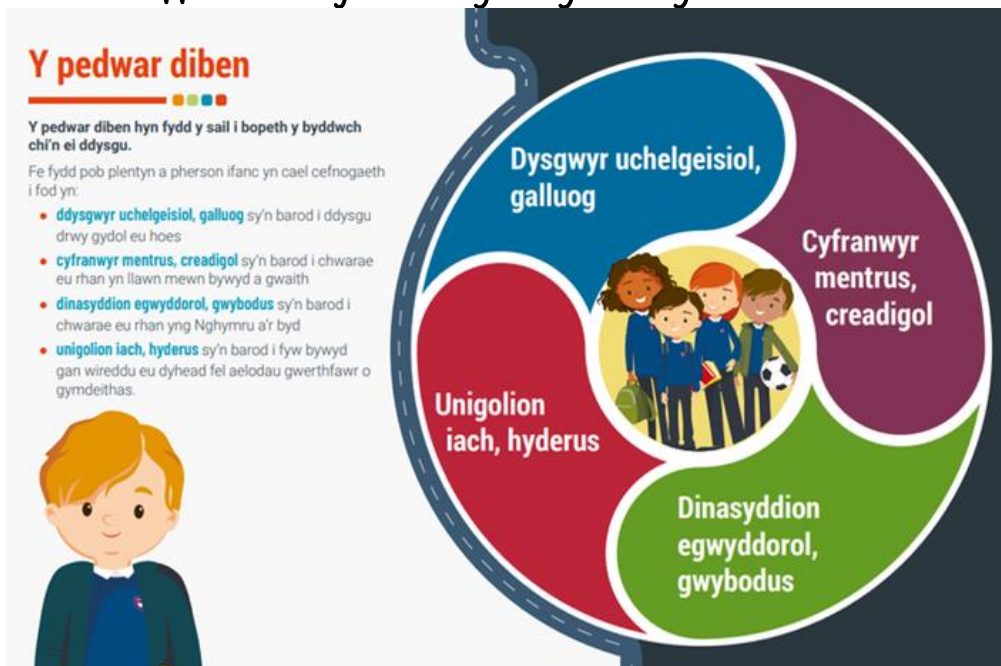 Y pedwar diben
Y pedwar diben hyn fydd y sail i bopeth y byddwch
chi'n ei ddysgu.
Fe fydd pob plentyn a pherson ifanc yn cael cefnogaeth
i fod yn:
• ddysgwyr uchelgeisiol, galluog sy'n barod i ddysgu
drwy gydol eu hoes
• cyfranwyr mentrus, creadigol sy'n barod i chwarae
eu rhan yn llawn mewn bywyd a gwaith
• dinasyddion egwyddorol, gwybodus sy'n barod i
chwarae eu rhan yng Nghymru a'r byd
• unigolion iach, hyderus sy'n barod i fyw bywyd
gan wireddu eu dyhead fel aelodau gwerthfawr o
gymdeithas.
Dysgwyr uchelgeisiol,
galluog
Cyfranwyr
mentrus,
creadigol
Unigolion
iach, hyderus
Dinasyddion
egwyddorol,
gwybodus